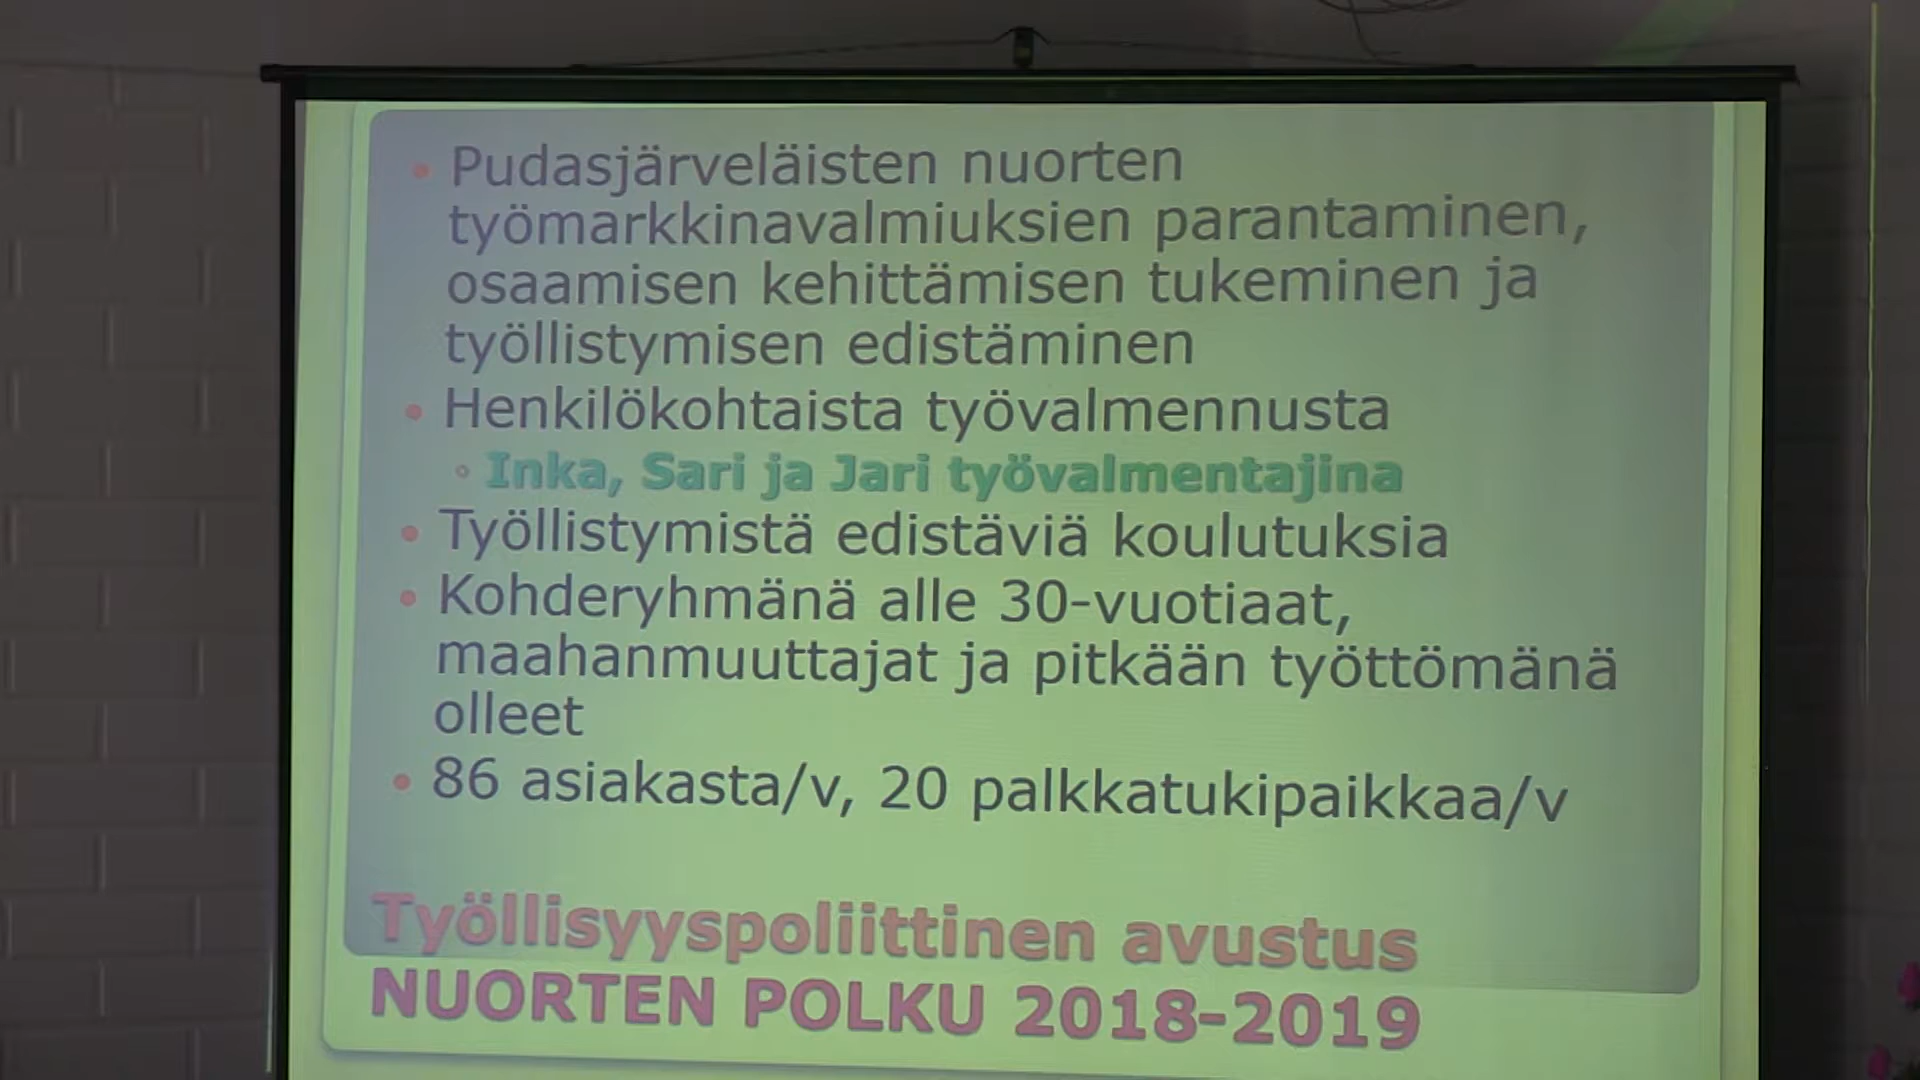 • Pudasjärveläisten nuorten
työmarkkinavalmiuksien parantaminen,
osaamisen kehittämisen tukeminen ja
työllistymisen edistäminen
• Henkilökohtaista työvalmennusta
◦ Inka, Sari ja Jari työvalmentajina
• Työllistymistä edistäviä koulutuksia
• Kohderyhmänä alle 30-vuotiaat,
maahanmuuttajat ja pitkään työttömänä
olleet
• 86 asiakasta/v, 20 palkkatukipaikkaa/v
Työllisyyspoliittinen avustus
NUORTEN POLKU 2018-2019